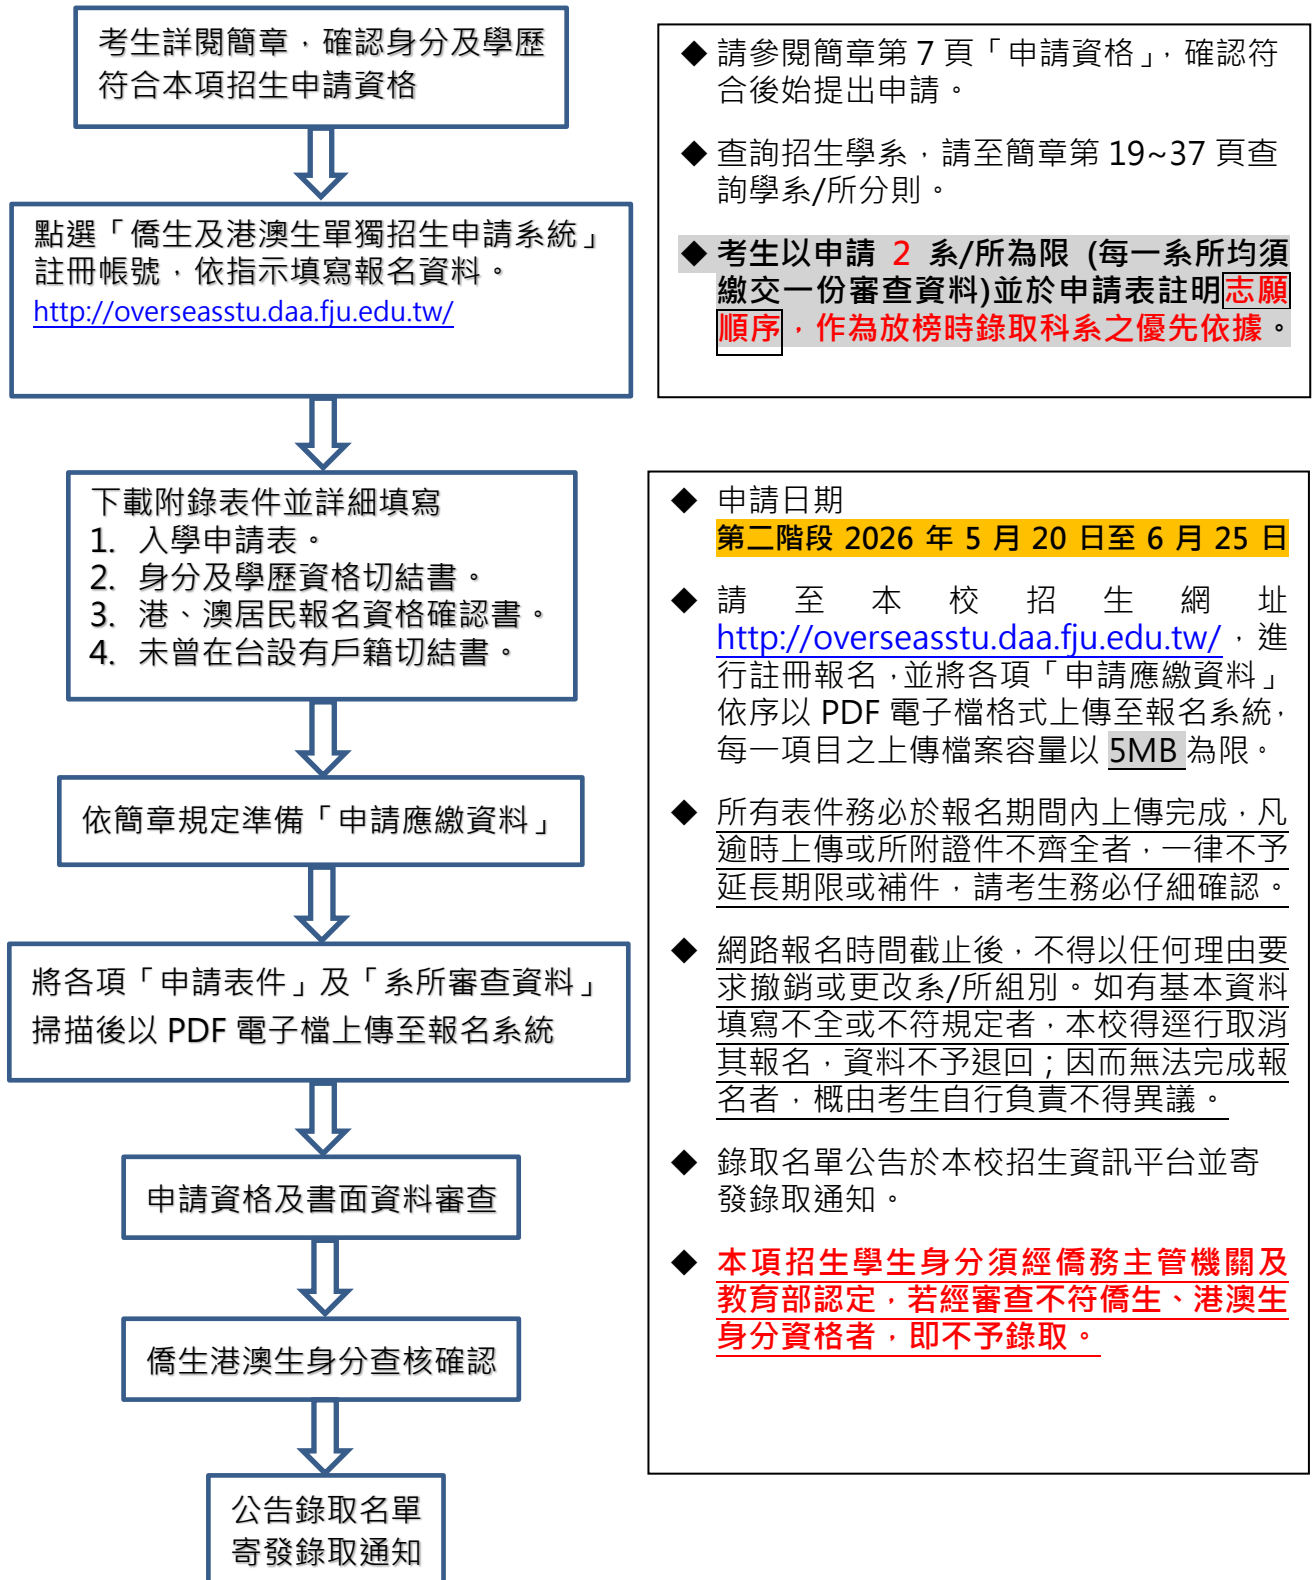 考生詳閱簡章，確認身分及學歷
符合本項招生申請資格
點選「僑生及港澳生單獨招生申請系統」
註冊帳號，依指示填寫報名資料。
http://overseasstu.daa.fju.edu.tw/
下載附錄表件並詳細填寫
1. 入學申請表。
2. 身分及學歷資格切結書。
3. 港、澳居民報名資格確認書。
4. 未曾在台設有戶籍切結書。
依簡章規定準備「申請應繳資料」
將各項「申請表件」及「系所審查資料」
掃描後以 PDF 電子檔上傳至報名系統
申請資格及書面資料審查
僑生港澳生身分查核確認
公告錄取名單
寄發錄取通知
◆ 請參閱簡章第 7 頁「申請資格」，確認符
合後始提出申請。
◆ 查詢招生學系，請至簡章第 19~37 頁查
詢學系/所分則。
◆ 考生以申請 2 系/所為限 (每一系所均須
繳交一份審查資料)並於申請表註明志願
順序，作為放榜時錄取科系之優先依據。
◆ 申請日期
第二階段 2026 年 5 月 20 日至 6 月 25 日
◆ 請至本校招生網址
http://overseasstu.daa.fju.edu.tw/，進
行註冊報名，並將各項「申請應繳資料」
依序以 PDF 電子檔格式上傳至報名系統，
每一項目之上傳檔案容量以 5MB 為限。
◆ 所有表件務必於報名期間內上傳完成，凡
逾時上傳或所附證件不齊全者，一律不予
延長期限或補件，請考生務必仔細確認。
◆ 網路報名時間截止後，不得以任何理由要
求撤銷或更改系/所組別。如有基本資料
填寫不全或不符規定者，本校得逕行取消
其報名，資料不予退回；因而無法完成報
名者，概由考生自行負責不得異議。
◆ 錄取名單公告於本校招生資訊平台並寄
發錄取通知。
◆ 本項招生學生身分須經僑務主管機關及
教育部認定，若經審查不符僑生、港澳生
身分資格者，即不予錄取。